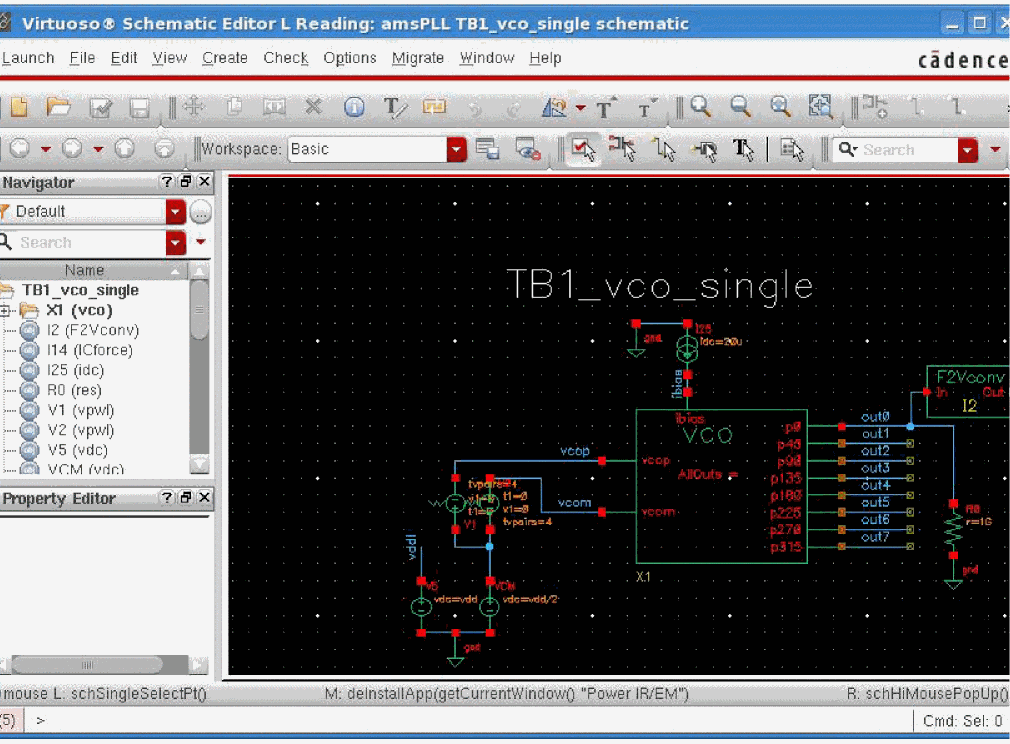 Virtuoso® Schematic Editor L Reading: amsPLL TB1_vco_single schematic
Launch File Edit View Create Check Options Migrate Window Help
cādence
Workspace: Basic
Search
Navigator
Default
Search
Name
TB1_vco_single
X1 (vco)
I2 (F2Vconv)
I14 (ICforce)
I25 (idc)
R0 (res)
V1 (vpwl)
V2 (vpwl)
V5 (vdc)
VCM (vdc)
Property Editor
TB1_vco_single
I25
gnd
idc=20u
ibias
ibias
VCO
AllOuts =
vcop
vcop
vcom
vcom
p0
p45
p90
p135
p180
p225
p270
p315
out0
out1
out2
out3
out4
out5
out6
out7
F2Vconv
In Out
I2
R0
r=1G
gnd
tvpairs=4
v1=0
t1=0
V1
t1=0
v1=0
tvpairs=4
vdd!
V5
vdc=vdd
VCM
vdc=vdd/2
gnd
X1
mouse L: schSingleSelectPt()
M: deInstallApp(getCurrentWindow() "Power IR/EM")
R: schHiMousePopUp()
(5) >
Cmd: Sel: 0